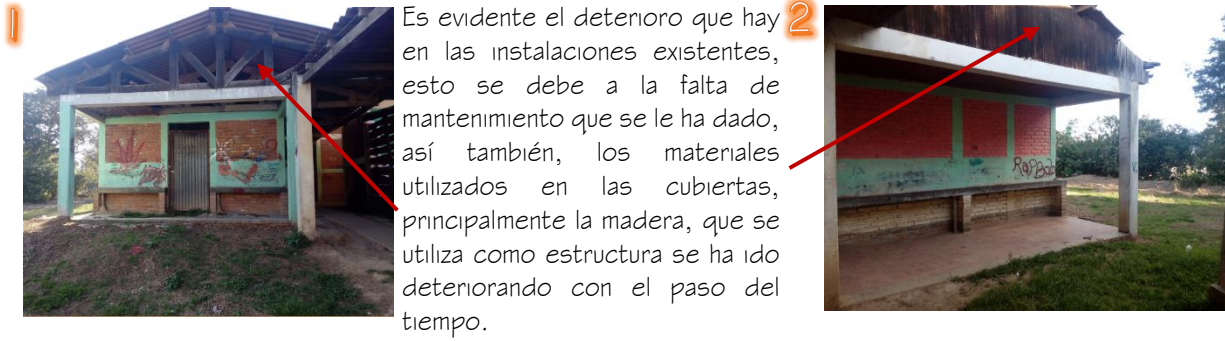 1
Es evidente el deterioro que hay
en las instalaciones existentes,
esto se debe a la falta de
mantenimiento que se le ha dado,
así también, los materiales
utilizados en las cubiertas,
principalmente la madera, que se
utiliza como estructura se ha ido
deteriorando con el paso del
tiempo.
2